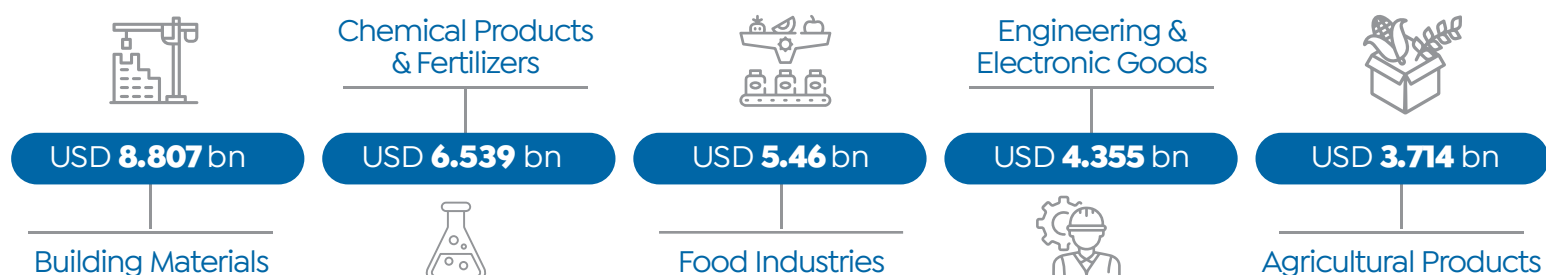 Chemical Products
& Fertilizers
Engineering &
Electronic Goods
USD 8.807 bn
USD 6.539 bn
USD 5.46 bn
USD 4.355 bn
USD 3.714 bn
Building Materials
Food Industries
Agricultural Products